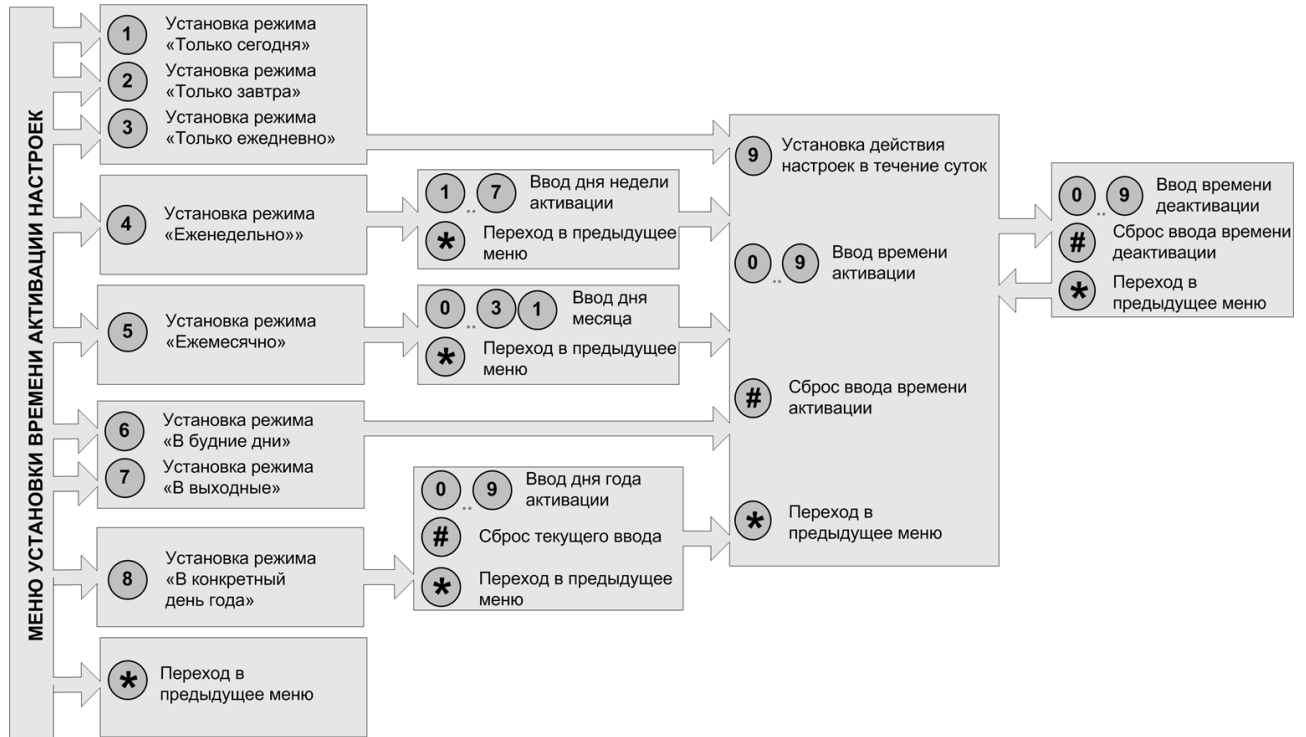 МЕНЮ УСТАНОВКИ ВРЕМЕНИ АКТИВАЦИИ НАСТРОЕК
1
Установка режима
«Только сегодня»
2
Установка режима
«Только завтра»
3
Установка режима
«Только ежедневно»
4
Установка режима
«Еженедельно»»
1 .. 7
Ввод дня недели
активации
*
Переход в предыдущее
меню
5
Установка режима
«Ежемесячно»
0 .. 3 1
Ввод дня
месяца
*
Переход в предыдущее
меню
6
Установка режима
«В будние дни»
7
Установка режима
«В выходные»
8
Установка режима
«В конкретный
день года»
0 .. 9
Ввод дня года
активации
#
Сброс текущего ввода
*
Переход в предыдущее
меню
*
Переход в
предыдущее меню
9
Установка действия
настроек в течение суток
0 .. 9
Ввод времени
активации
#
Сброс ввода времени
активации
*
Переход в
предыдущее меню
0 .. 9
Ввод времени
деактивации
#
Сброс ввода времени
деактивации
*
Переход в
предыдущее меню